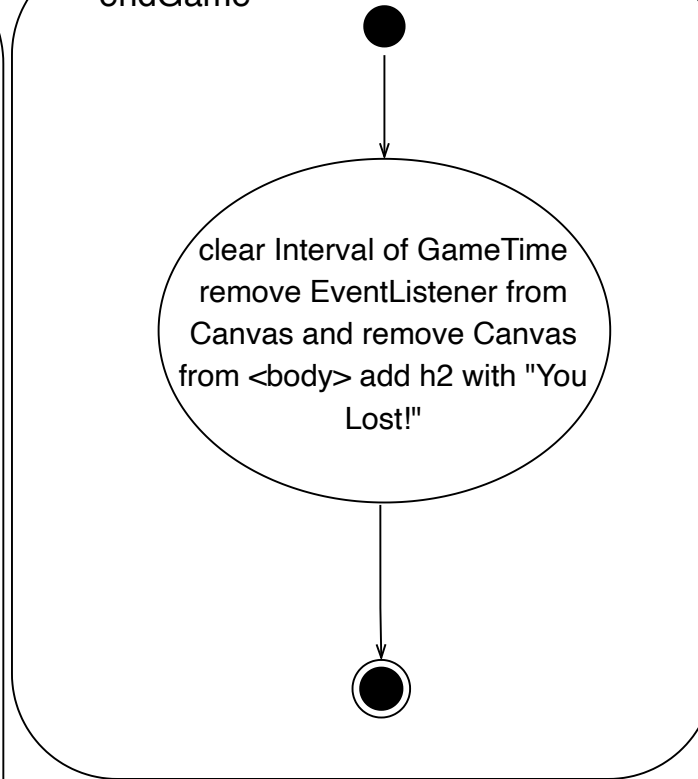 endGame
clear Interval of GameTime
remove EventListener from
Canvas and remove Canvas
from <body> add h2 with "You
Lost!"